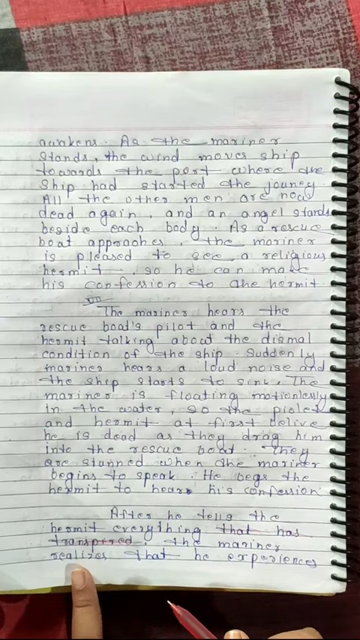 awakens. As the mariner
stands, the wind moves ship
towards the port where the
ship had started the jouney.
All the other men are now
dead again, and an angel stands
beside each body. As a rescue
boat approaches, the mariner
is pleased to see a religious
hermit, so he can make
his confession to the hermit.
The mariner hears the
rescue boat's pilot and the
hermit talking about the dismal
condition of the ship. Suddenly
mariner hears a loud noise and
the ship starts to sink. The
mariner is floating motionlessly
in the water, so the piolet
and hermit at first
he is dead as they drag him
into the rescue boat. They
are stunned when the mariner
begins to speak. He begs the
hermit to hear his confession
After he tells the
hermit everything that has
transpired, the mariner
realizes that he experiences